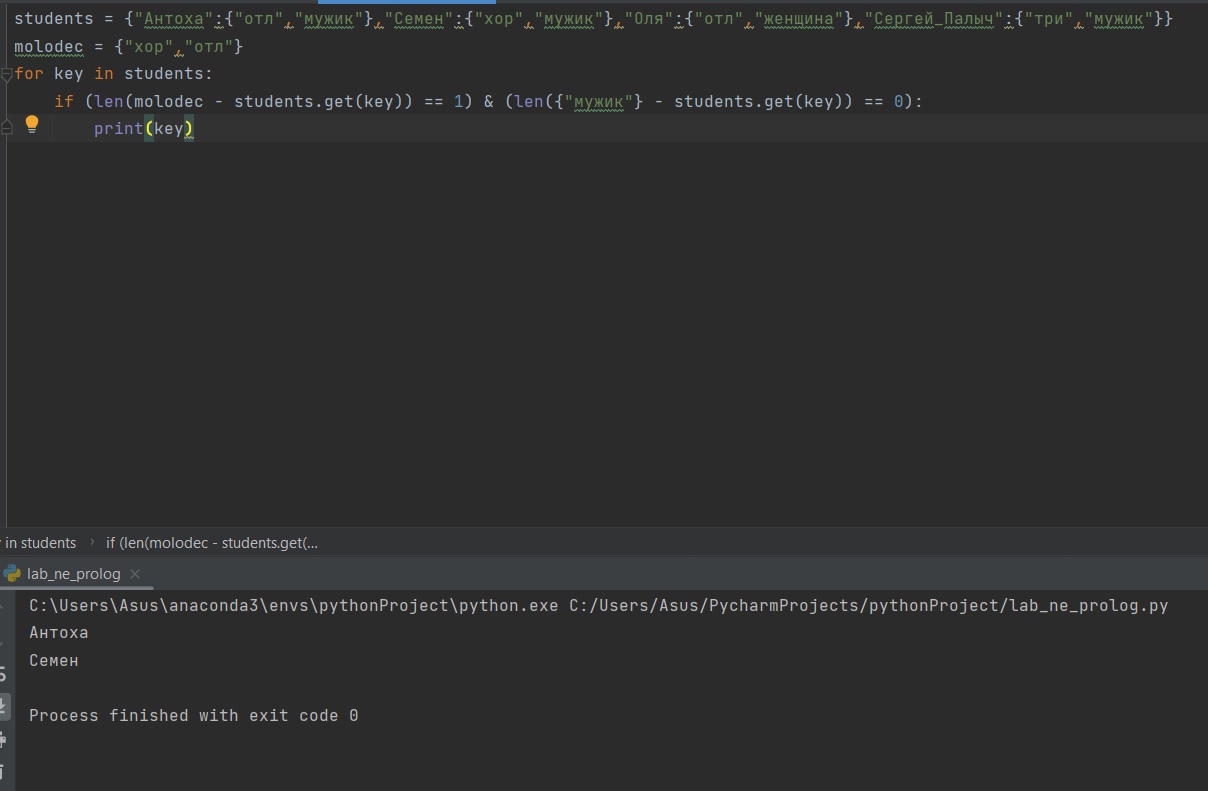 students = {"Антоха":{"отл","мужик"},"Семен":{"хор","мужик"},"Оля":{"отл","женщина"},"Сергей_Палыч":{"три","мужик"}}
molodec = {"хор","отл"}
for key in students:
    if (len(molodec - students.get(key)) == 1) & (len({"мужик"} - students.get(key)) == 0):
        print(key)
in students › if (len(molodec - students.get(...
lab_ne_prolog ×
C:\Users\Asus\anaconda3\envs\pythonProject\python.exe C:/Users/Asus/PycharmProjects/pythonProject/lab_ne_prolog.py
Антоха
Семен
Process finished with exit code 0